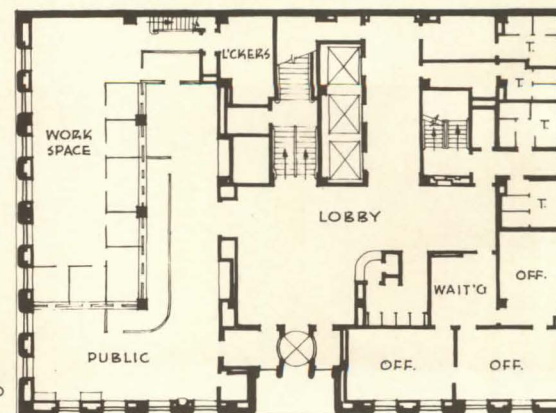 L'CKERS
T.
T.
WORK
SPACE
T.
T.
LOBBY
WAIT'G
OFF.
PUBLIC
OFF.
OFF.